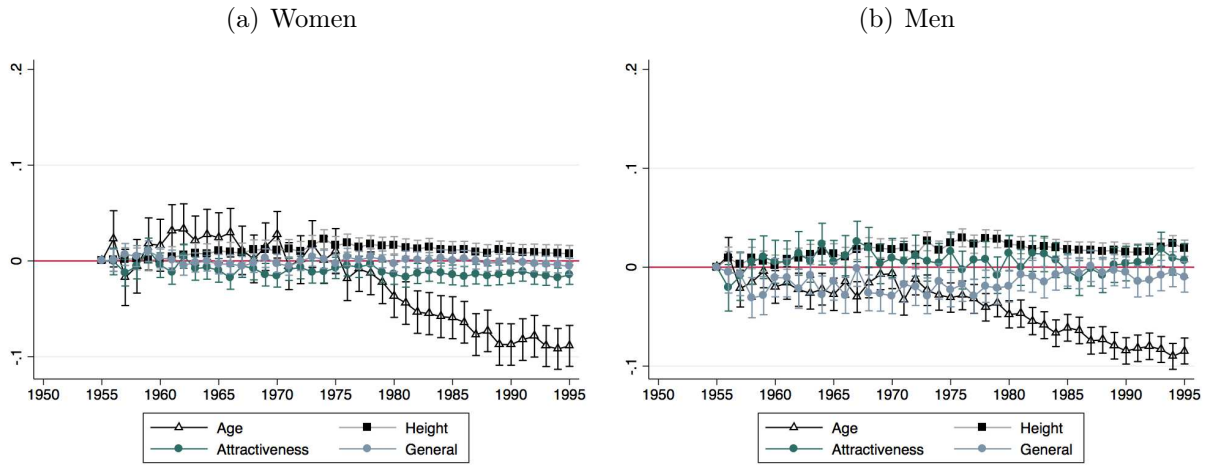 (a) Women
.2
.1
0
-.1
1950 1955 1960 1965 1970 1975 1980 1985 1990 1995
Age Height
Attractiveness General
(b) Men
.2
.1
0
-.1
1950 1955 1960 1965 1970 1975 1980 1985 1990 1995
Age Height
Attractiveness General